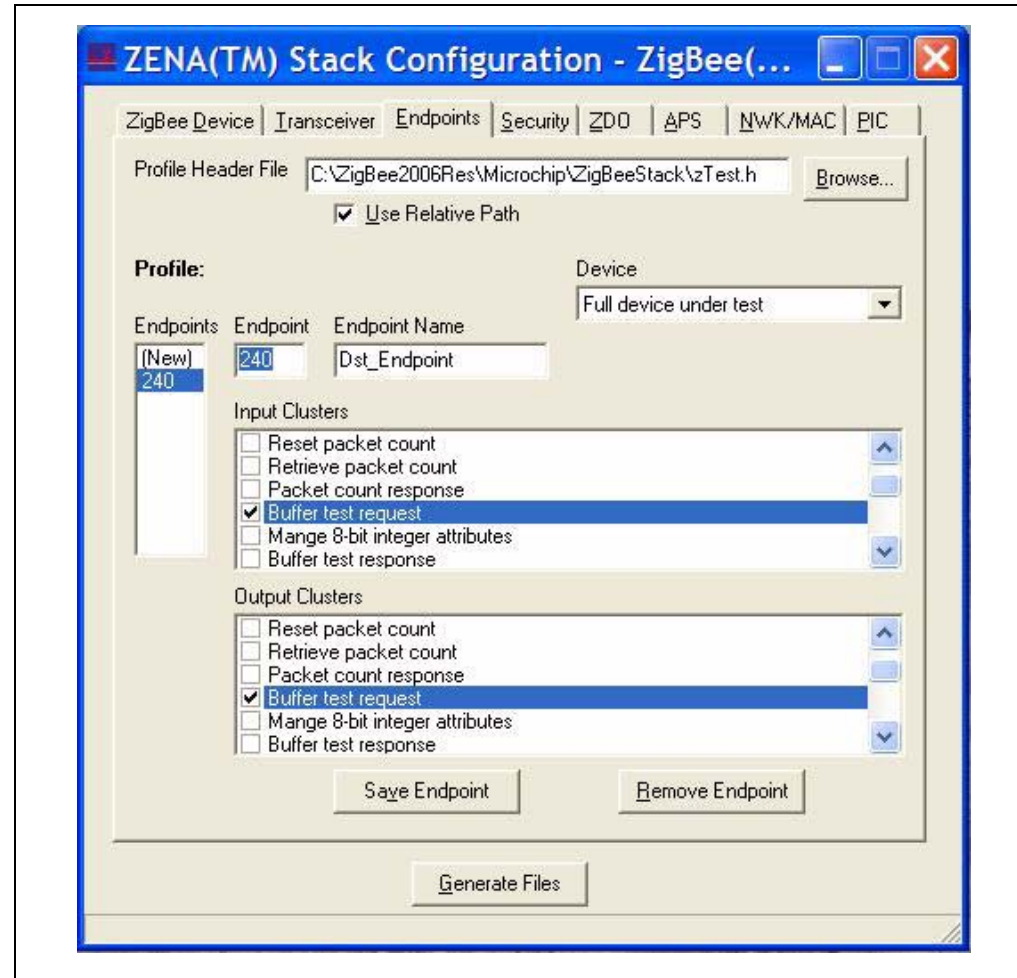 ZENA(TM) Stack Configuration - ZigBee(...
ZigBee Device Transceiver Endpoints Security ZDO APS NWK/MAC PIC
Profile Header File C:\ZigBee2006Res\Microchip\ZigBeeStack\zTest.h Browse...
Use Relative Path
Profile: Device
Full device under test
Endpoints Endpoint Endpoint Name
(New) 240 Dst_Endpoint
240
Input Clusters
Reset packet count
Retrieve packet count
Packet count response
Buffer test request
Mange 8-bit integer attributes
Buffer test response
Output Clusters
Reset packet count
Retrieve packet count
Packet count response
Buffer test request
Mange 8-bit integer attributes
Buffer test response
Save Endpoint Remove Endpoint
Generate Files